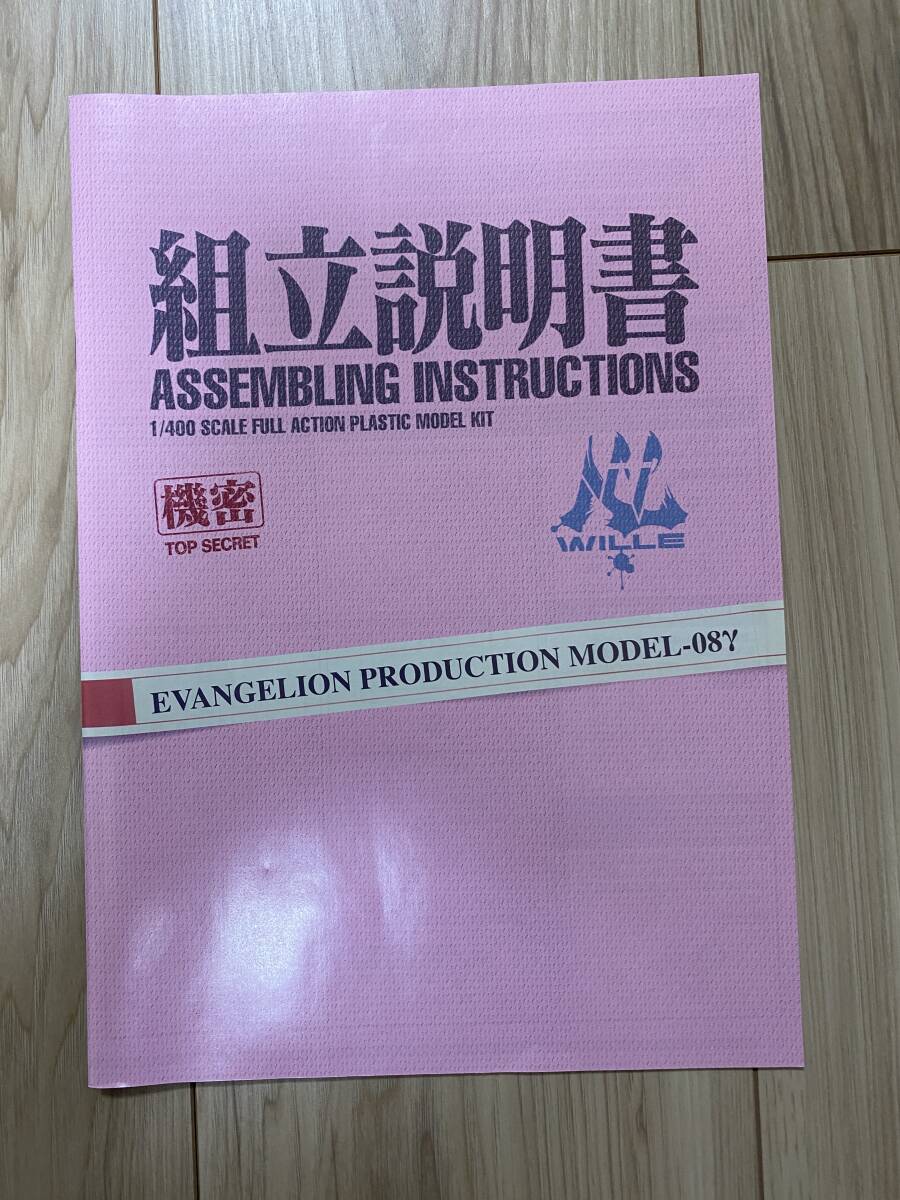 組立説明書
ASSEMBLING INSTRUCTIONS
1/400 SCALE FULL ACTION PLASTIC MODEL KIT
機密
TOP SECRET
WILLE
EVANGELION PRODUCTION MODEL-08γ